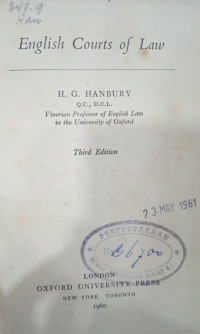 347.9
Han
English Courts of Law
H. G. HANBURY
Q.C., D.C.L.
Vinerian Professor of English Law
in the University of Oxford
Third Edition
23 MAY 1961
PERPUSTAKAAN
LONDON
OXFORD UNIVERSITY PRESS
NEW YORK TORONTO
1960